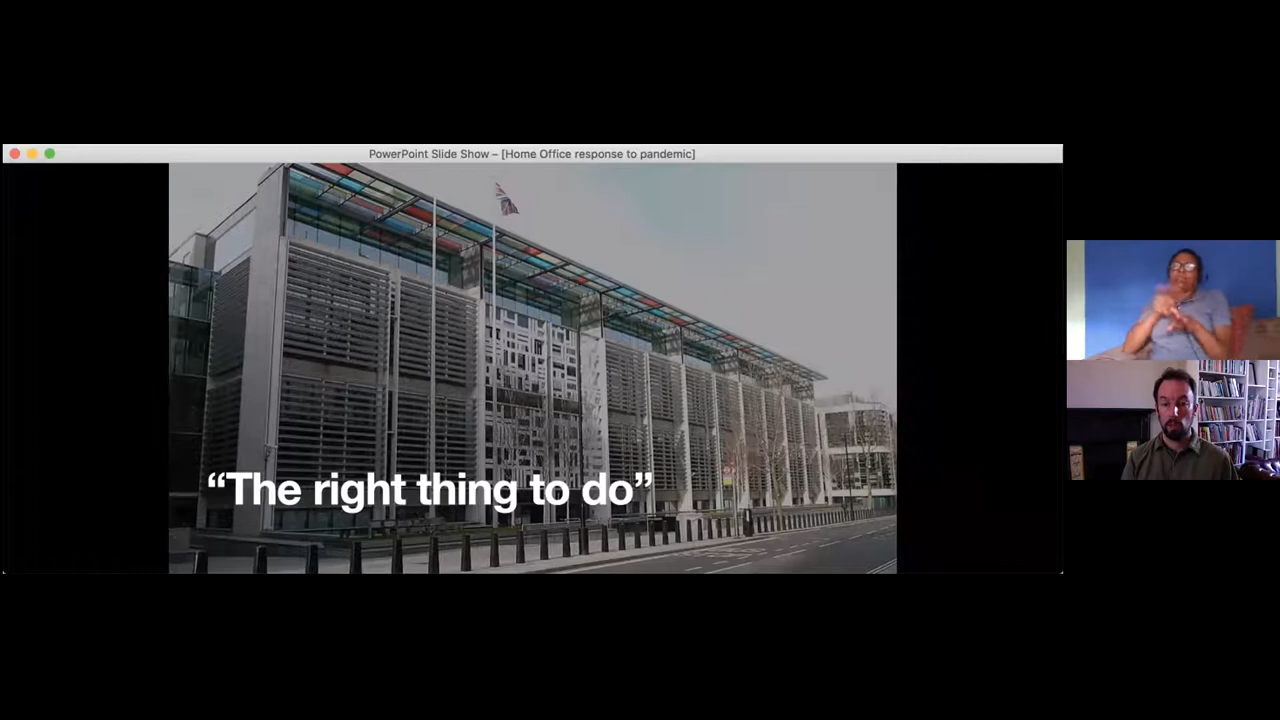 PowerPoint Slide Show – [Home Office response to pandemic]
“The right thing to do”